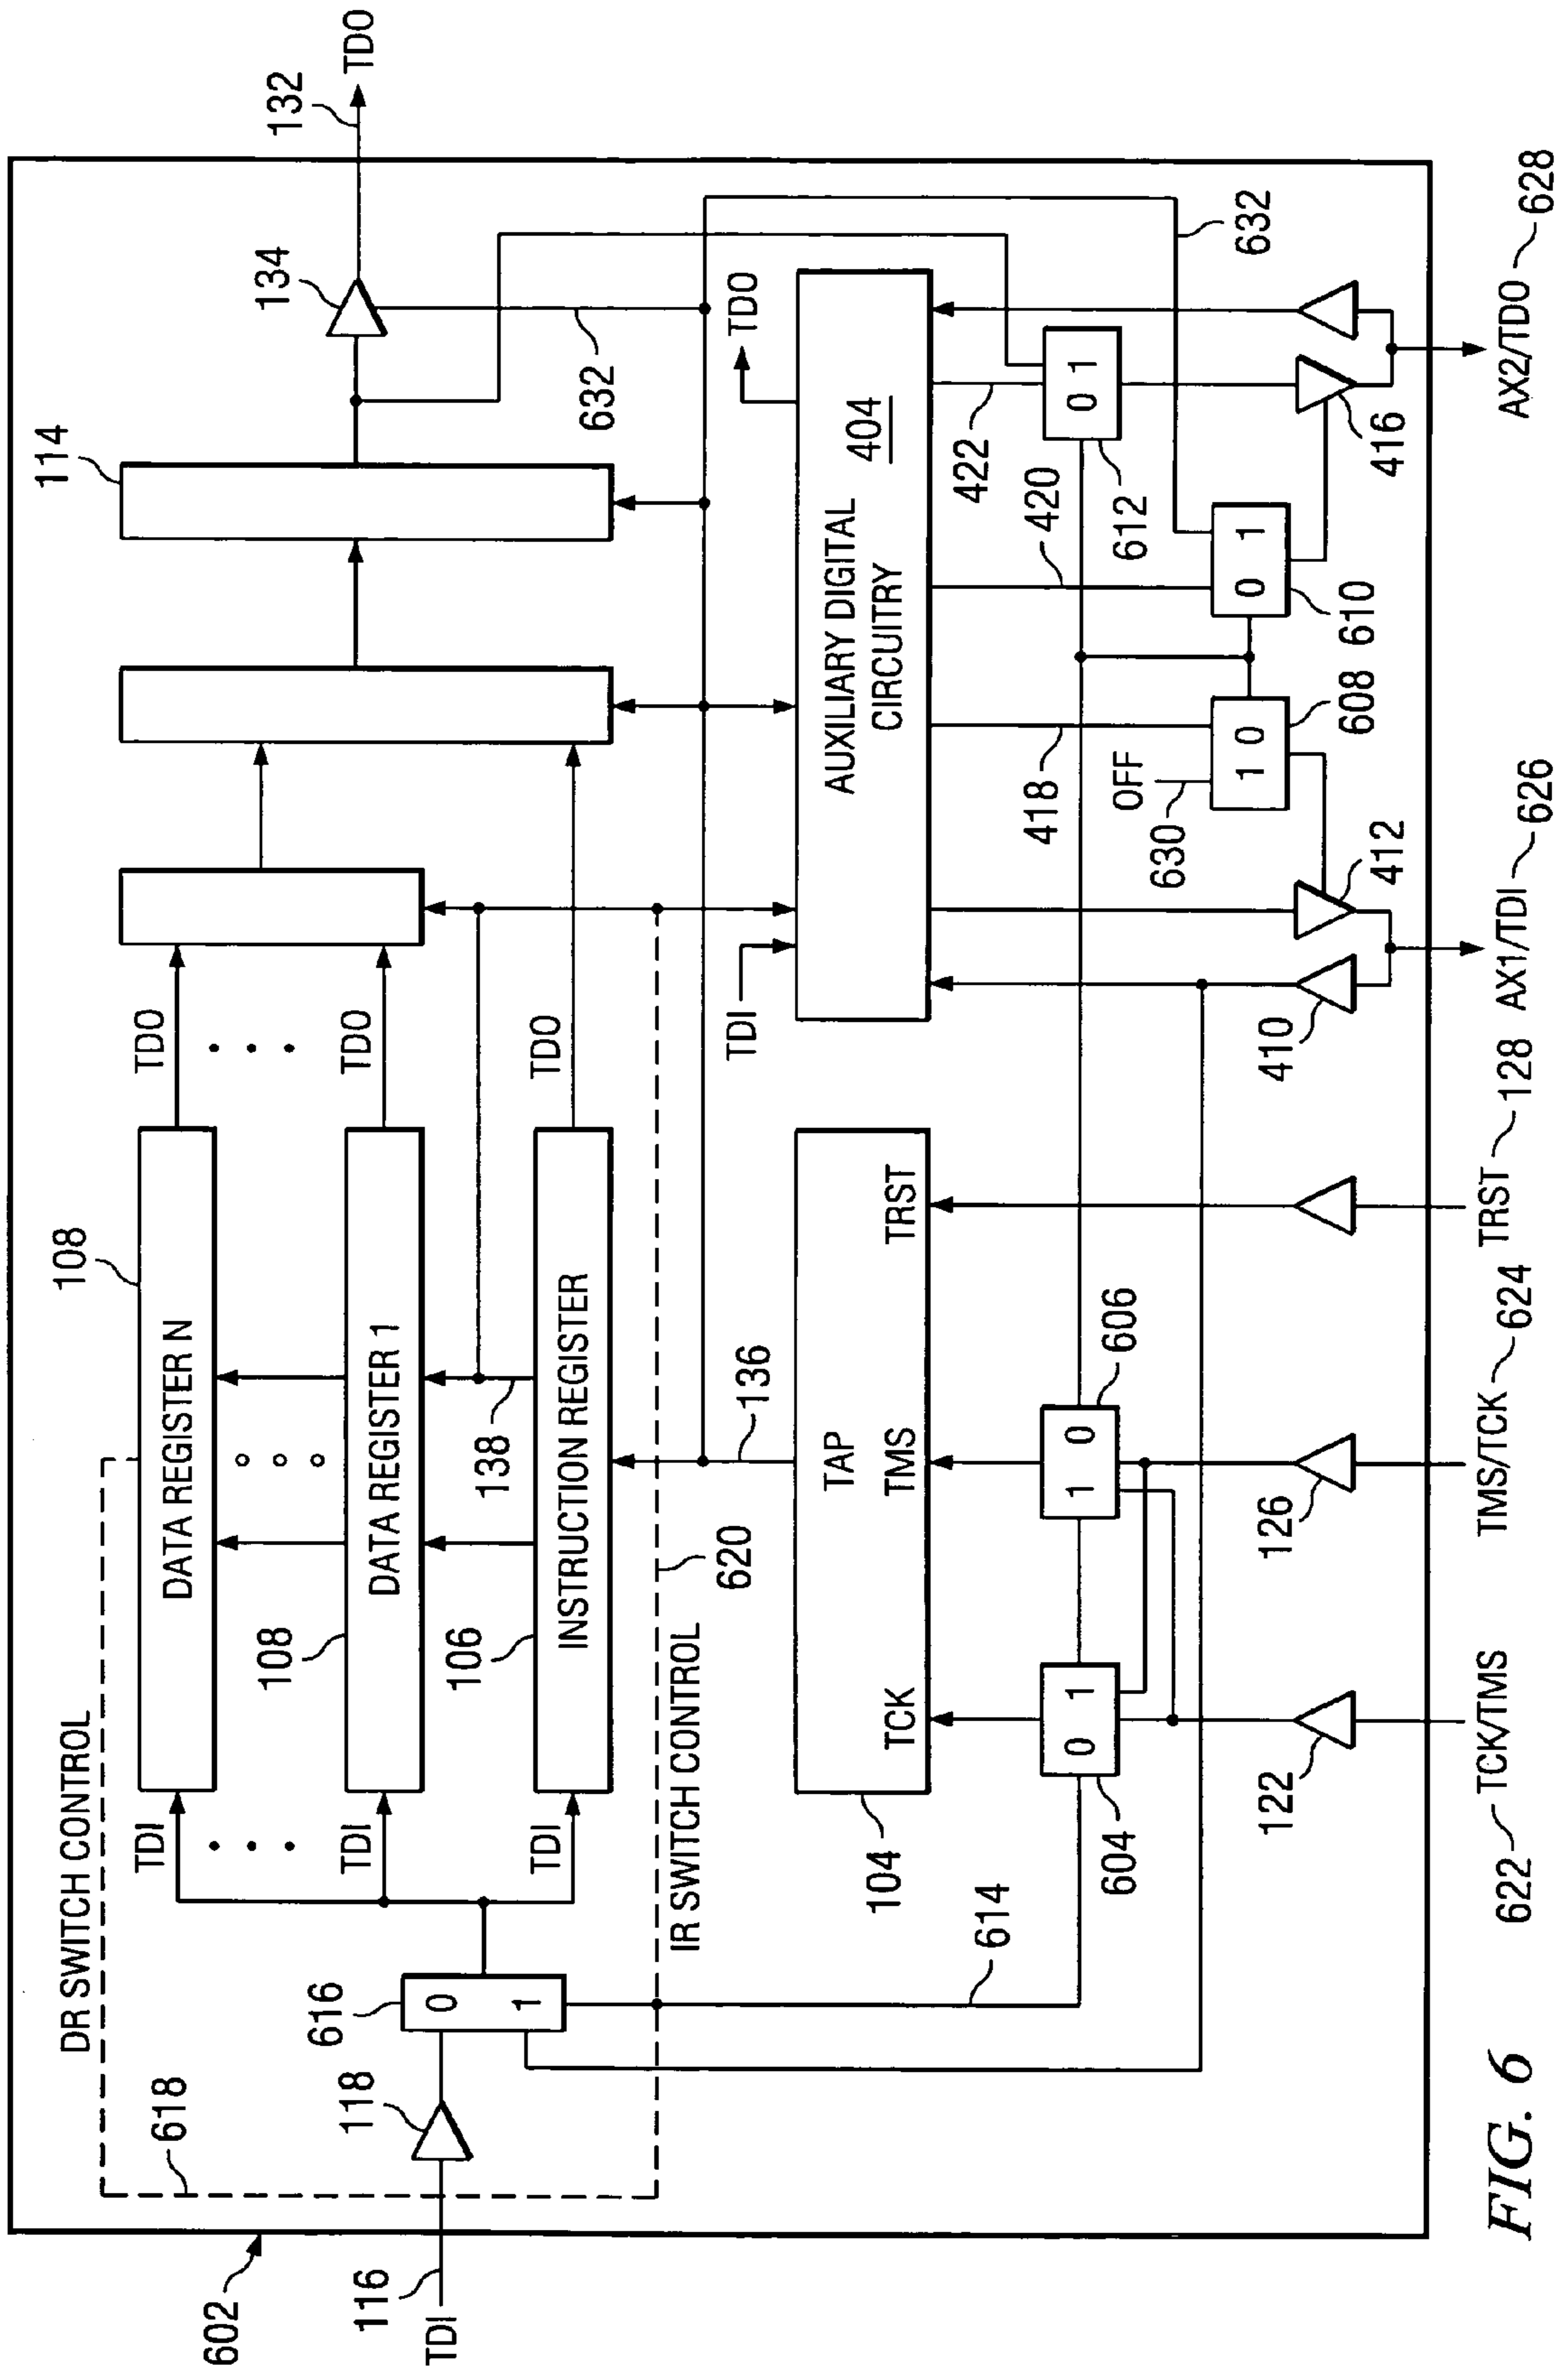 602
116
TDI
118
616
0
1
618
DR SWITCH CONTROL
TDI
TDI
TDI
108
DATA REGISTER N
108
DATA REGISTER 1
106
INSTRUCTION REGISTER
138
TDO
TDO
TDO
114
134
132
TDO
632
IR SWITCH CONTROL
620
136
614
104
TAP
TCK
TMS
TRST
TDI
AUXILIARY DIGITAL
CIRCUITRY
404
TDO
604
0
1
1
0
606
418
OFF
630
1
0
608
420
0
1
610
422
0
1
612
632
122
126
410
412
416
622
TCK/TMS
TMS/TCK
624
TRST
128
AX1/TDI
626
AX2/TDO
628
FIG. 6